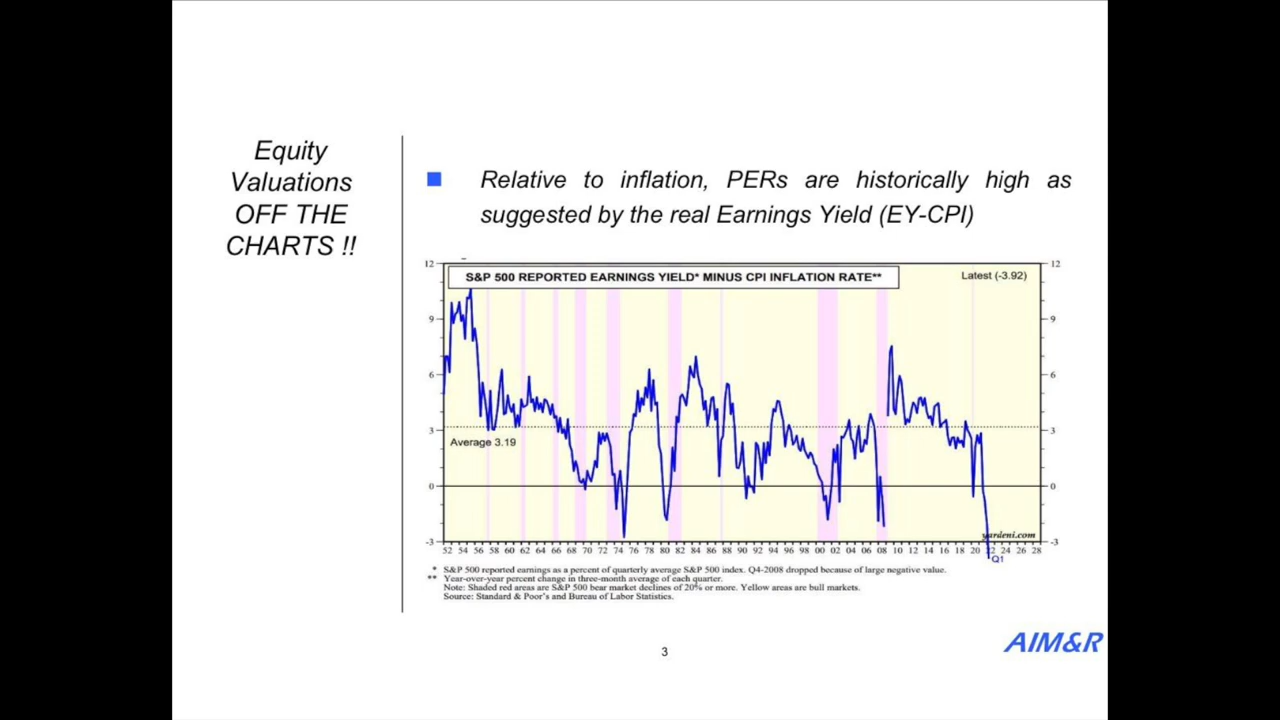 Equity
Valuations
OFF THE
CHARTS !!
Relative to inflation, PERs are historically high as
suggested by the real Earnings Yield (EY-CPI)
S&P 500 REPORTED EARNINGS YIELD* MINUS CPI INFLATION RATE**
Latest (-3.92)
12
9
6
3
0
-3
12
9
6
3
0
-3
Average 3.19
yardeni.com
52 54 56 58 60 62 64 66 68 70 72 74 76 78 80 82 84 86 88 90 92 94 96 98 00 02 04 06 08 10 12 14 16 18 20 22 24 26 28
Q1
* S&P 500 reported earnings as a percent of quarterly average S&P 500 index. Q4-2008 dropped because of large negative value.
** Year-over-year percent change in three-month average of each quarter.
Note: Shaded red areas are S&P 500 bear market declines of 20% or more. Yellow areas are bull markets.
Source: Standard & Poor's and Bureau of Labor Statistics.
AIM&R
3